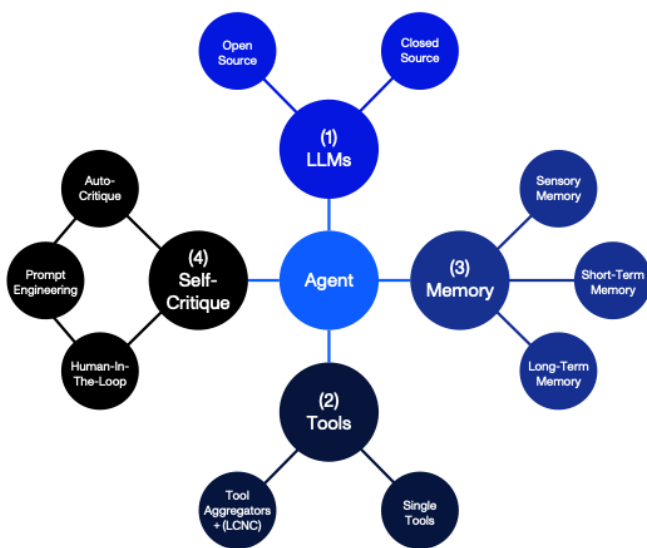 Open
Source
Closed
Source
(1)
LLMs
Auto-
Critique
Sensory
Memory
Prompt
Engineering
(4)
Self-
Critique
Agent
(3)
Memory
Short-Term
Memory
Human-In-
The-Loop
Long-Term
Memory
(2)
Tools
Tool
Aggregators
+ (LCNC)
Single
Tools